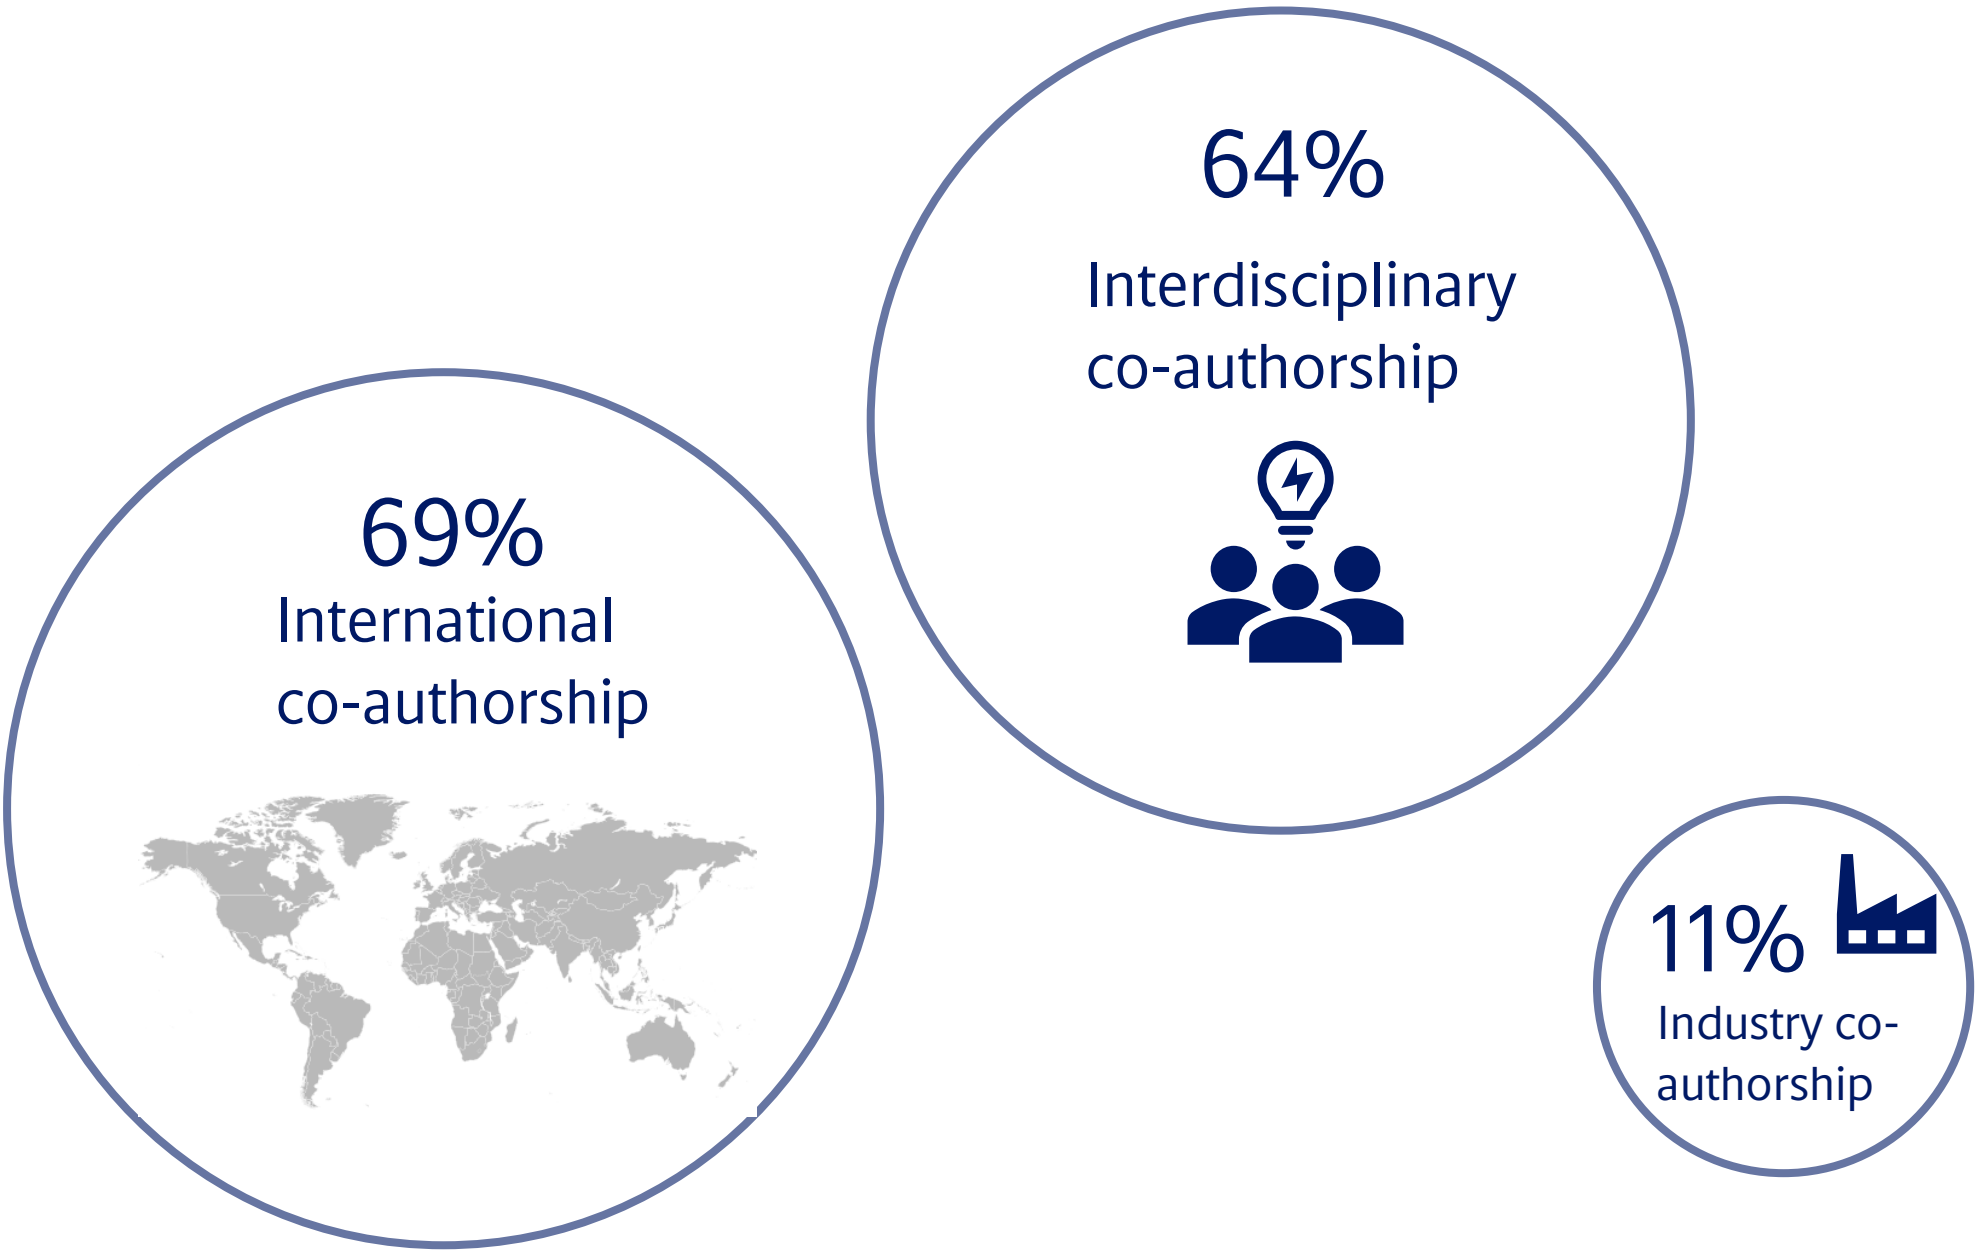 64%
Interdisciplinary
co-authorship
69%
International
co-authorship
11%
Industry co-
authorship